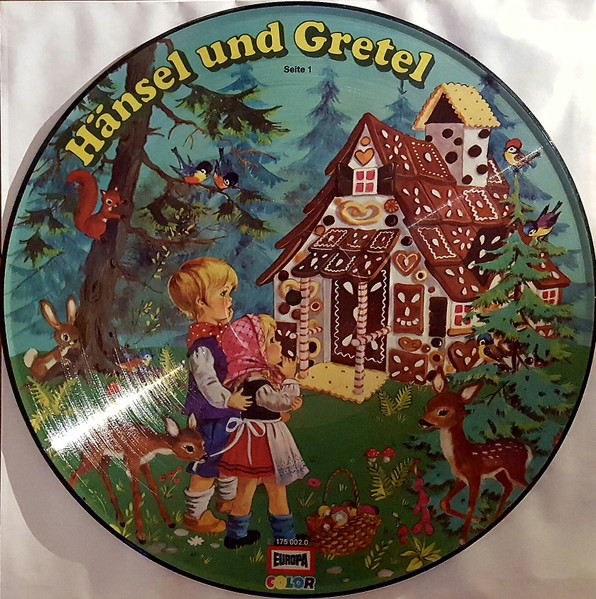 Hänsel und Gretel
Seite 1
175 002.0
EUROPA
COLOR